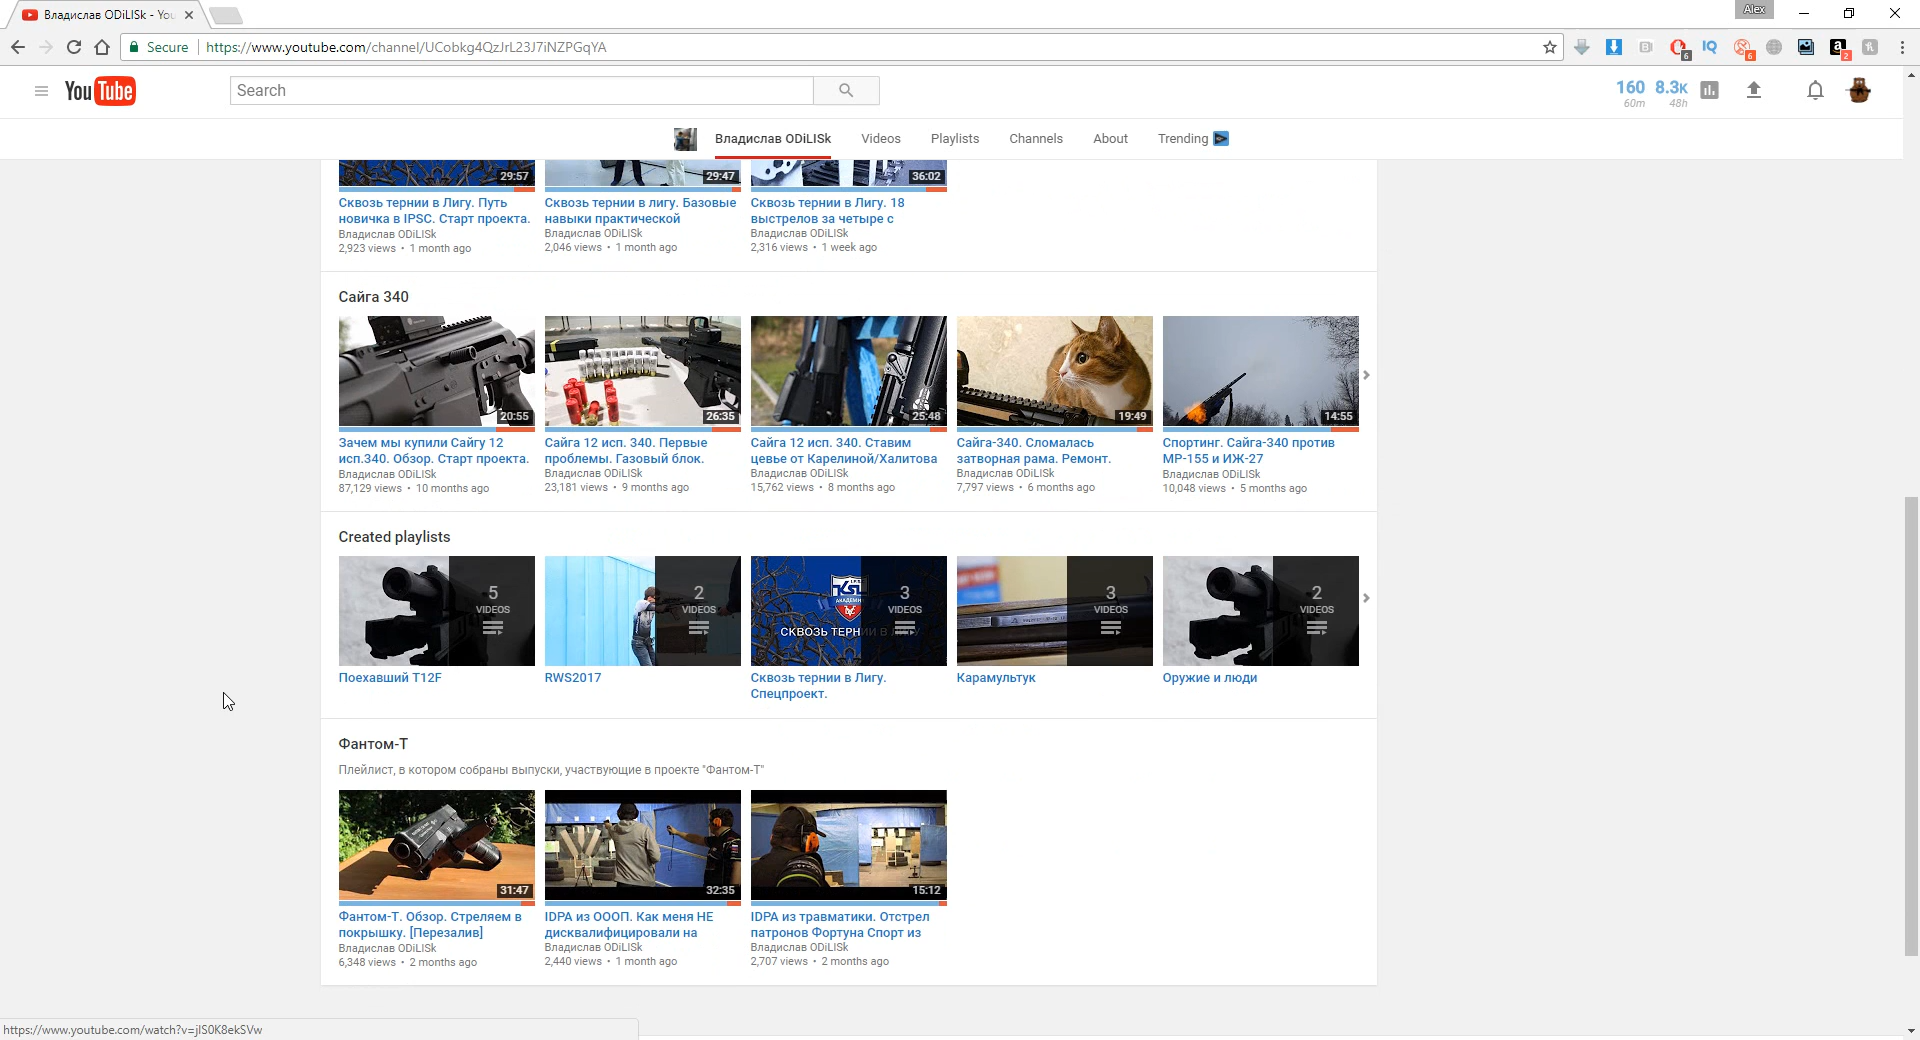 Владислав ODiLISk - You
Alex
Secure https://www.youtube.com/channel/UCobkg4QzJrL23J7iNZPGqYA
6 IQ 6 a 2
YouTube
Search
160 8.3K
60m 48h
Владислав ODiLISk Videos Playlists Channels About Trending
29:57 29:47 36:02
Сквозь тернии в Лигу. Путь
новичка в IPSC. Старт проекта.
Владислав ODiLISk
2,923 views • 1 month ago
Сквозь тернии в лигу. Базовые
навыки практической
Владислав ODiLISk
2,046 views • 1 month ago
Сквозь тернии в Лигу. 18
выстрелов за четыре с
Владислав ODiLISk
2,316 views • 1 week ago
Сайга 340
20:55 26:35 25:48 19:49 14:55
Зачем мы купили Сайгу 12
исп.340. Обзор. Старт проекта.
Владислав ODiLISk
87,129 views • 10 months ago
Сайга 12 исп. 340. Первые
проблемы. Газовый блок.
Владислав ODiLISk
23,181 views • 9 months ago
Сайга 12 исп. 340. Ставим
цевье от Карелиной/Халитова
Владислав ODiLISk
15,762 views • 8 months ago
Сайга-340. Сломалась
затворная рама. Ремонт.
Владислав ODiLISk
7,797 views • 6 months ago
Спортинг. Сайга-340 против
МР-155 и ИЖ-27
Владислав ODiLISk
10,048 views • 5 months ago
Created playlists
5
VIDEOS
Поехавший Т12F
2
VIDEOS
RWS2017
СКВОЗЬ ТЕРНИИ В ЛИГУ
3
VIDEOS
Сквозь тернии в Лигу.
Спецпроект.
3
VIDEOS
Карамультук
2
VIDEOS
Оружие и люди
Фантом-Т
Плейлист, в котором собраны выпуски, участвующие в проекте "Фантом-Т"
31:47 32:35 15:12
Фантом-Т. Обзор. Стреляем в
покрышку. [Перезалив]
Владислав ODiLISk
6,348 views • 2 months ago
IDPA из ОООП. Как меня НЕ
дисквалифицировали на
Владислав ODiLISk
2,440 views • 1 month ago
IDPA из травматики. Отстрел
патронов Фортуна Спорт из
Владислав ODiLISk
2,707 views • 2 months ago
https://www.youtube.com/watch?v=jIS0K8ekSVw